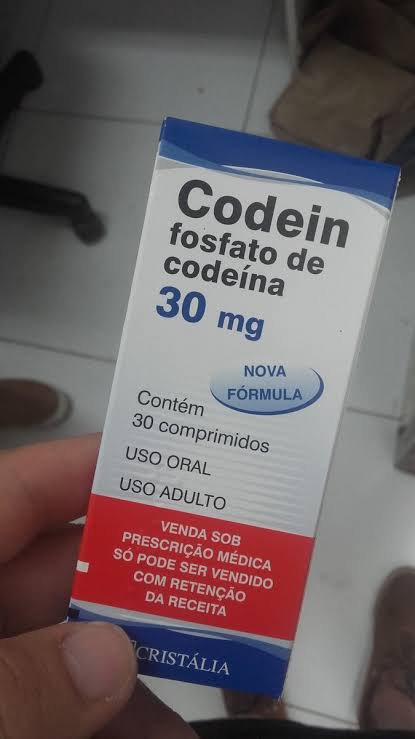 Codein
fosfato de
codeína
30 mg
NOVA
FÓRMULA
Contém
30 comprimidos
USO ORAL
USO ADULTO
VENDA SOB
PRESCRIÇÃO MÉDICA
SÓ PODE SER VENDIDO
COM RETENÇÃO
DA RECEITA
CRISTÁLIA